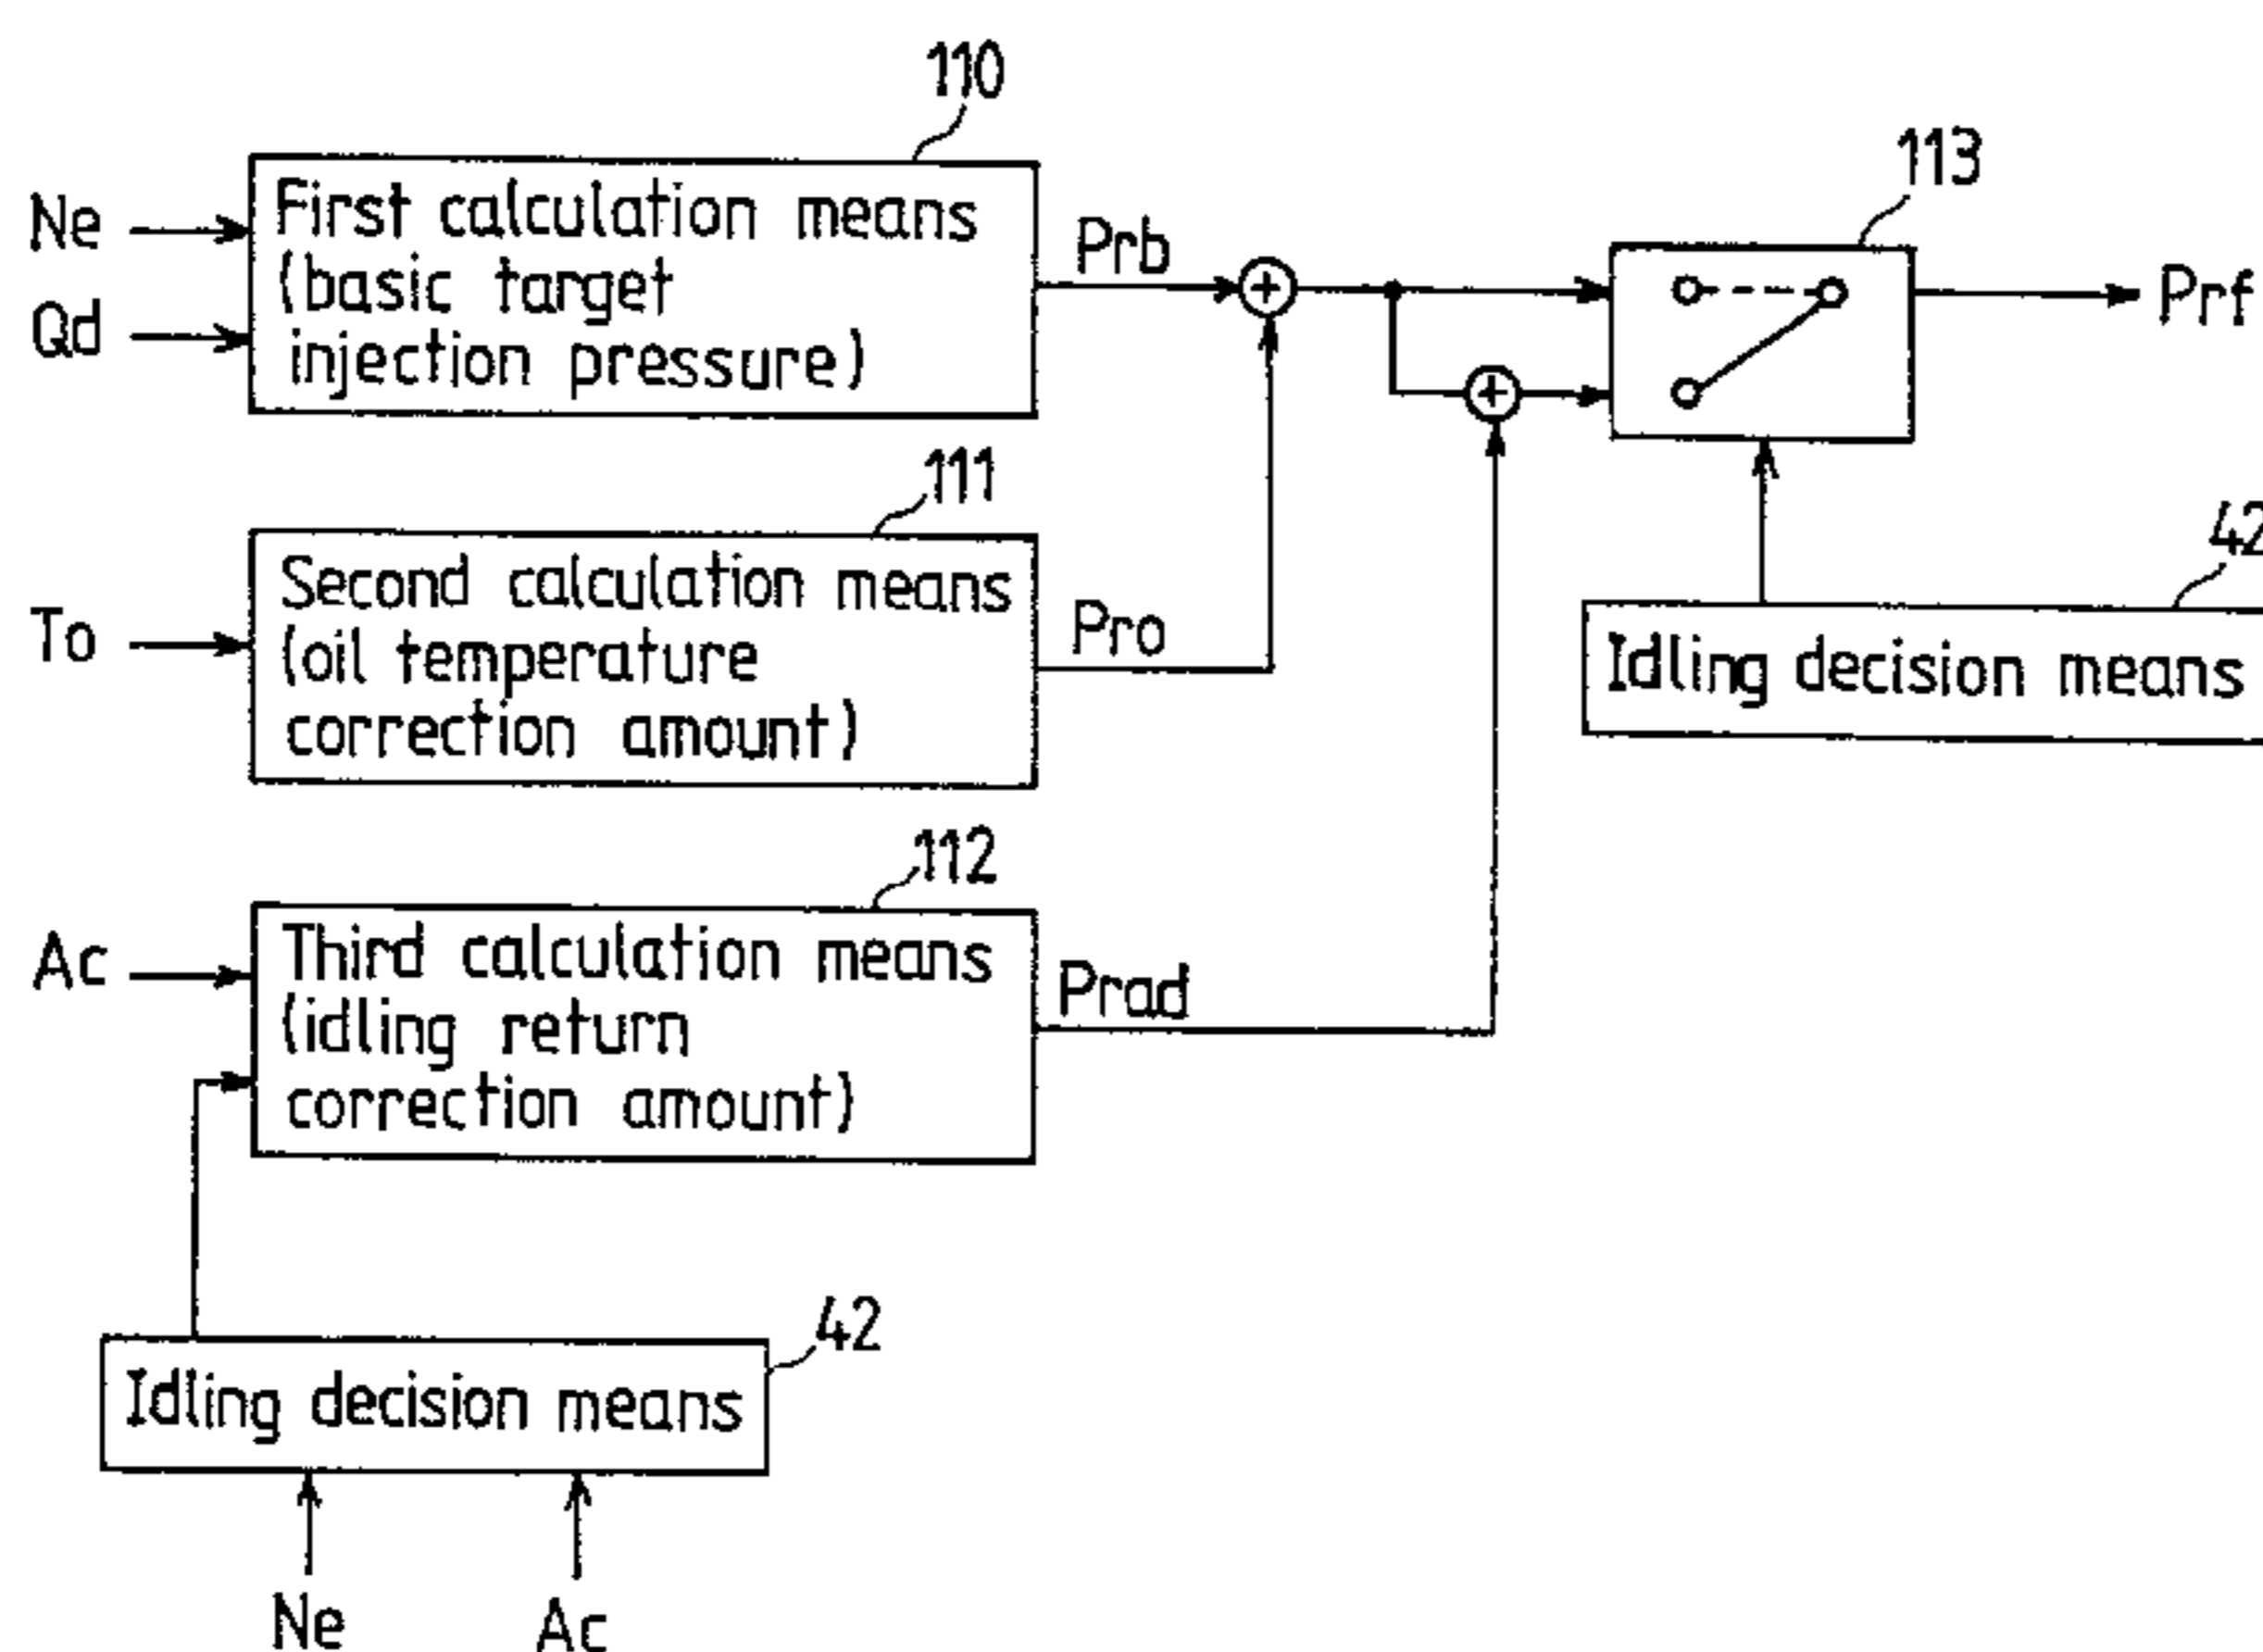 110
Ne
Qd
First calculation means
(basic target
injection pressure)
Prb
+
113
Prf
+
111
To
Second calculation means
(oil temperature
correction amount)
Pro
42
Idling decision means
112
Ac
Third calculation means
(idling return
correction amount)
Prad
42
Idling decision means
Ne
Ac